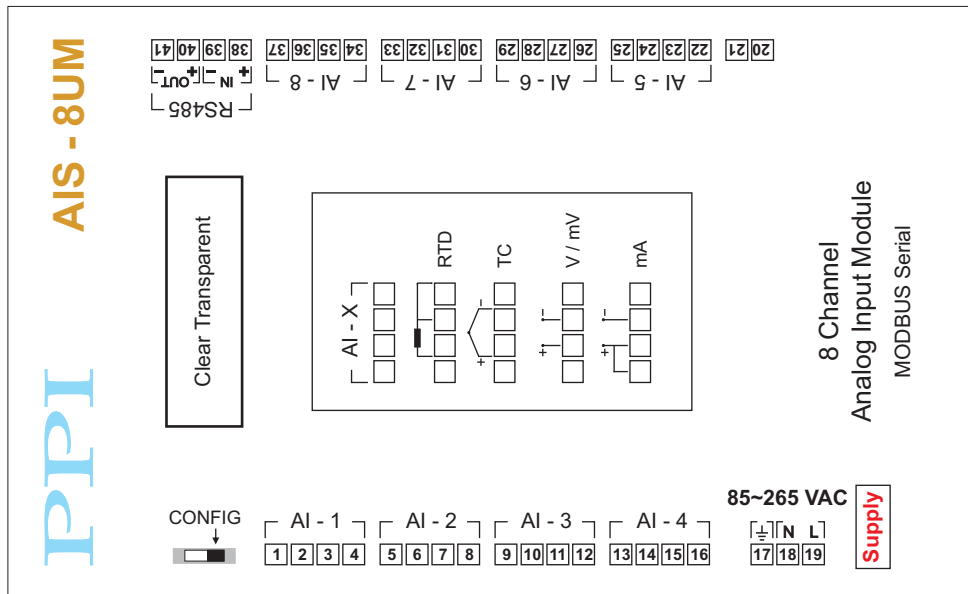 41 40 39 38 37 36 35 34 33 32 31 30 29 28 27 26 25 24 23 22 21 20
− OUT + − IN + AI - 8 AI - 7 AI - 6 AI - 5
RS485
AIS - 8UM
PPI
Clear Transparent
AI - X
RTD
TC
+ −
V / mV
+ −
mA
+ −
8 Channel
Analog Input Module
MODBUS Serial
85~265 VAC
Supply
CONFIG
AI - 1 AI - 2 AI - 3 AI - 4 N L
1 2 3 4 5 6 7 8 9 10 11 12 13 14 15 16 17 18 19